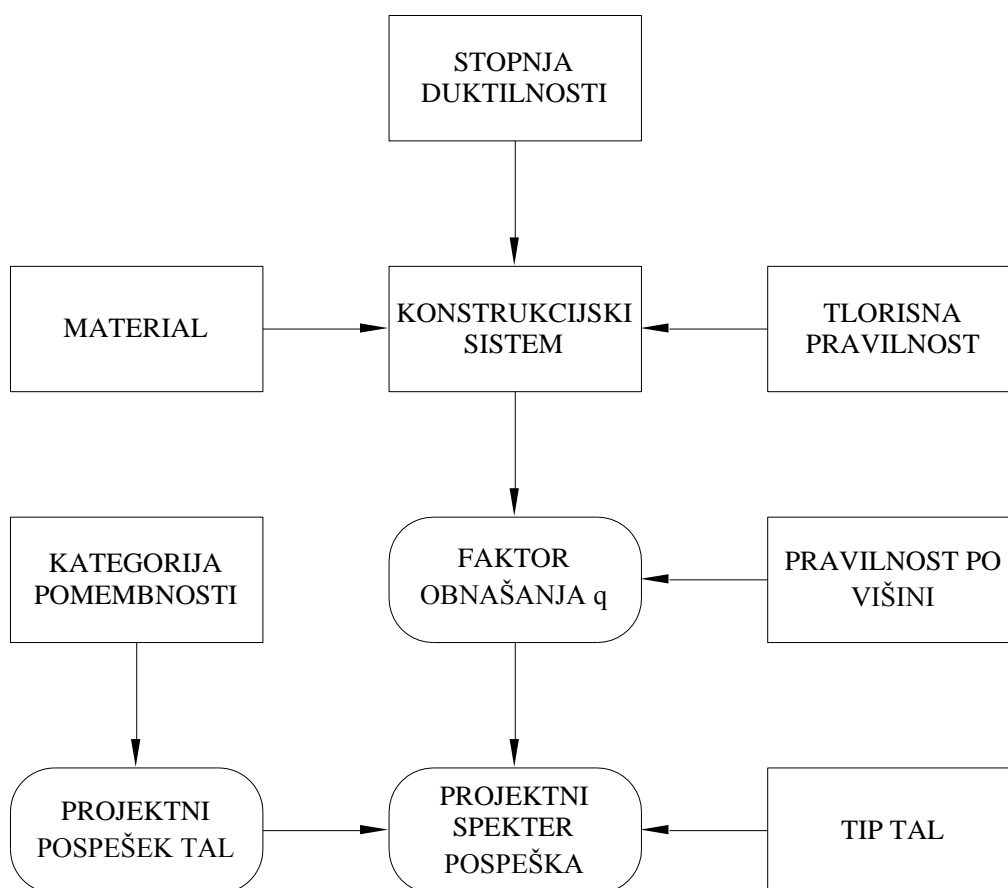 STOPNJA
DUKTILNOSTI
MATERIAL
KONSTRUKCIJSKI
SISTEM
TLORISNA
PRAVILNOST
KATEGORIJA
POMEMBNOSTI
FAKTOR
OBNAŠANJA q
PRAVILNOST PO
VIŠINI
PROJEKTNI
POSPEŠEK TAL
PROJEKTNI
SPEKTER
POSPEŠKA
TIP TAL